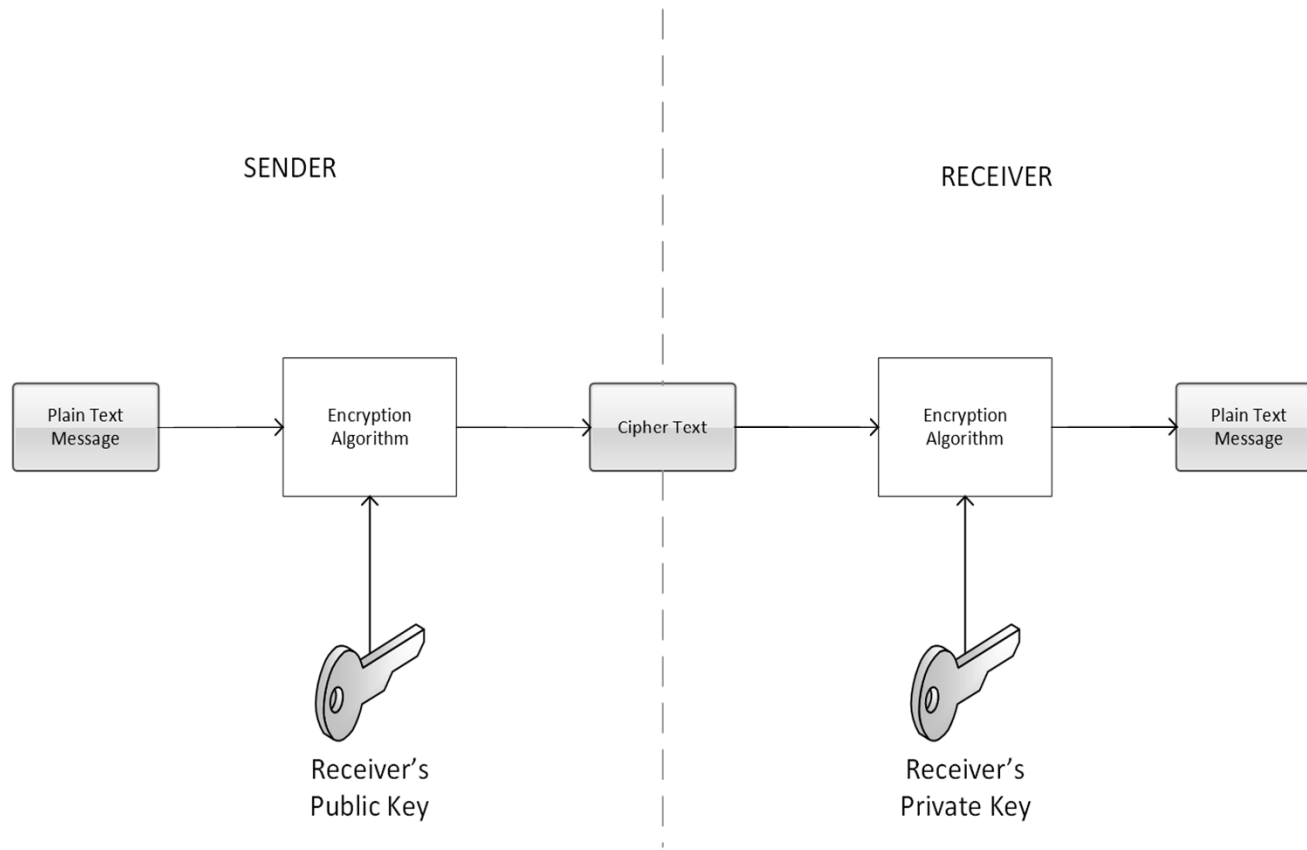 SENDER
RECEIVER
Plain Text
Message
Encryption
Algorithm
Cipher Text
Encryption
Algorithm
Plain Text
Message
Receiver’s
Public Key
Receiver’s
Private Key